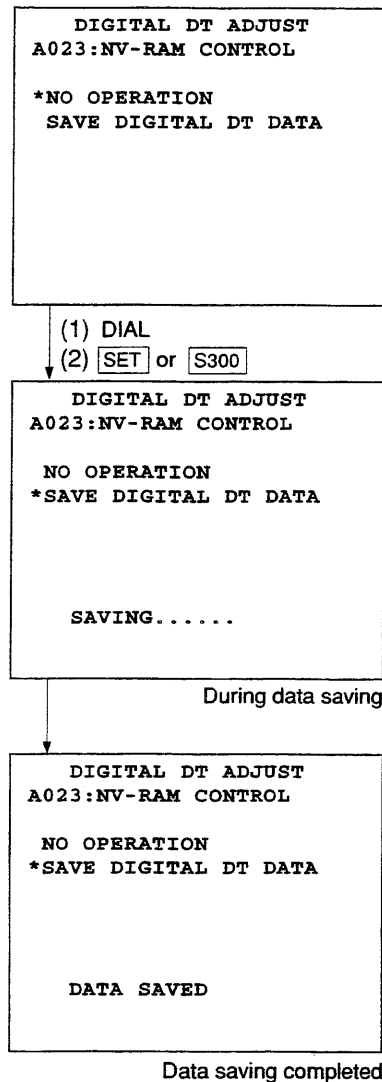 DIGITAL DT ADJUST
A023:NV-RAM CONTROL
*NO OPERATION
SAVE DIGITAL DT DATA
(1) DIAL
(2) SET or S300
DIGITAL DT ADJUST
A023:NV-RAM CONTROL
NO OPERATION
*SAVE DIGITAL DT DATA
SAVING......
During data saving
DIGITAL DT ADJUST
A023:NV-RAM CONTROL
NO OPERATION
*SAVE DIGITAL DT DATA
DATA SAVED
Data saving completed